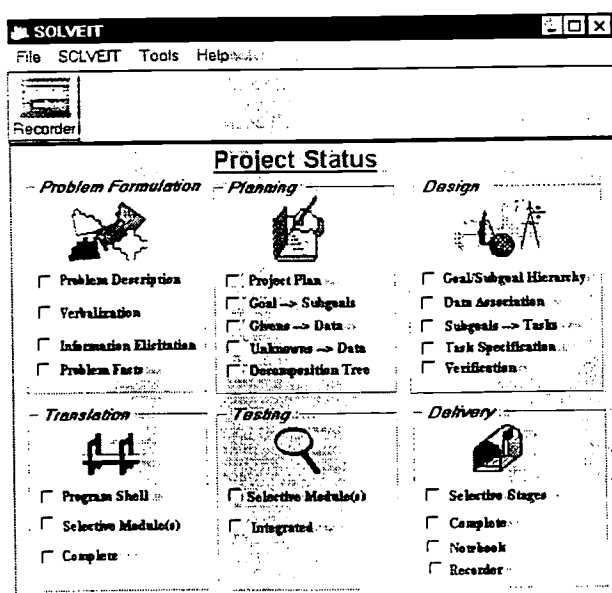 SOLVEIT
File SOLVEIT Tools Help
Recorder
Project Status
Problem Formulation
Problem Description
Verbalization
Information Elicitation
Problem Facts
Planning
Project Plan
Goal --> Subgoals
Givens --> Data
Unknowns --> Data
Decomposition Tree
Design
Goal/Subgoal Hierarchy
Data Association
Subgoals --> Tasks
Task Specification
Verification
Translation
Program Shell
Selective Module(s)
Complete
Testing
Selective Module(s)
Integrated
Delivery
Selective Stages
Complete
Notebook
Recorder